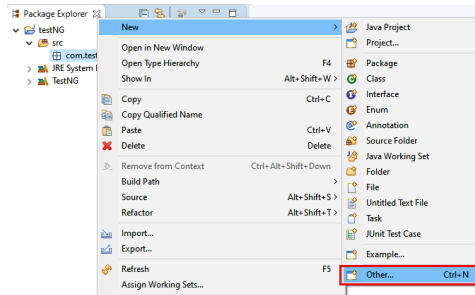 Package Explorer
testNG
src
com.test
JRE System
TestNG
New
Open in New Window
Open Type Hierarchy F4
Show In Alt+Shift+W >
Copy Ctrl+C
Copy Qualified Name
Paste Ctrl+V
Delete Delete
Remove from Context Ctrl+Alt+Shift+Down
Build Path
Source Alt+Shift+S >
Refactor Alt+Shift+T >
Import...
Export...
Refresh F5
Assign Working Sets...
Java Project
Project...
Package
Class
Interface
Enum
Annotation
Source Folder
Java Working Set
Folder
File
Untitled Text File
Task
JUnit Test Case
Example...
Other... Ctrl+N